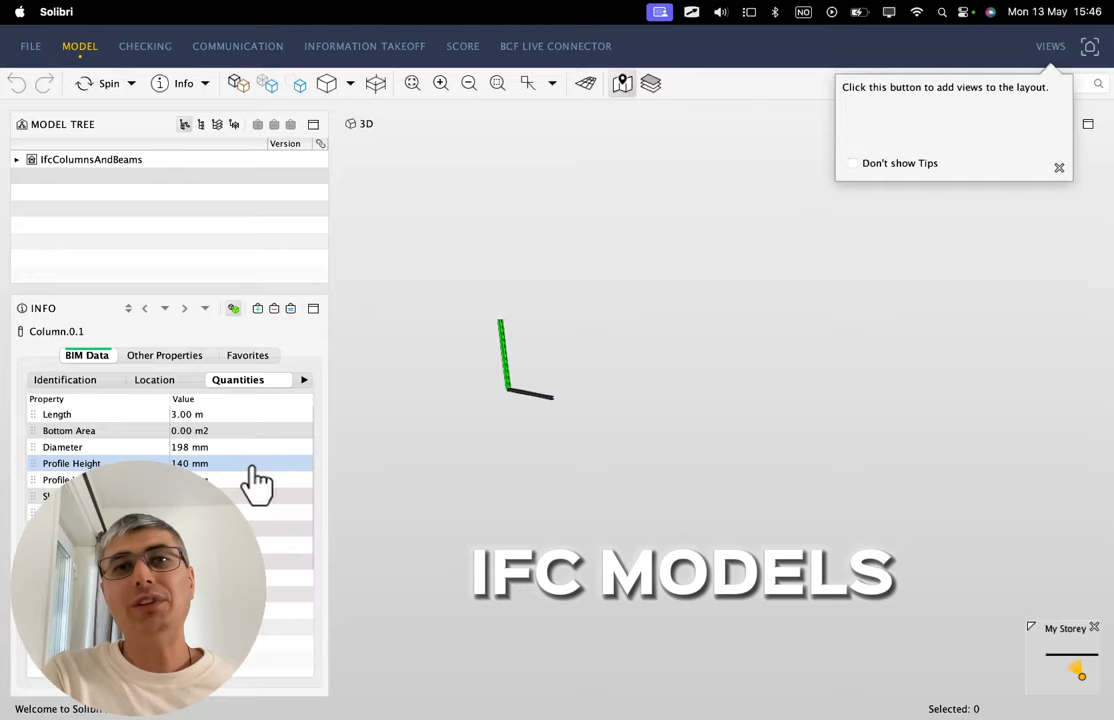 Solibri
NO
Mon 13 May 15:46
FILE
MODEL
CHECKING
COMMUNICATION
INFORMATION TAKEOFF
SCORE
BCF LIVE CONNECTOR
VIEWS
Spin
Info
Click this button to add views to the layout.
Don't show Tips
MODEL TREE
Version
IfcColumnsAndBeams
3D
INFO
Column.0.1
BIM Data
Other Properties
Favorites
Identification
Location
Quantities
Property Value
Length 3.00 m
Bottom Area 0.00 m2
Diameter 198 mm
Profile Height 140 mm
IFC MODELS
My Storey
Welcome to Solibri
Selected: 0